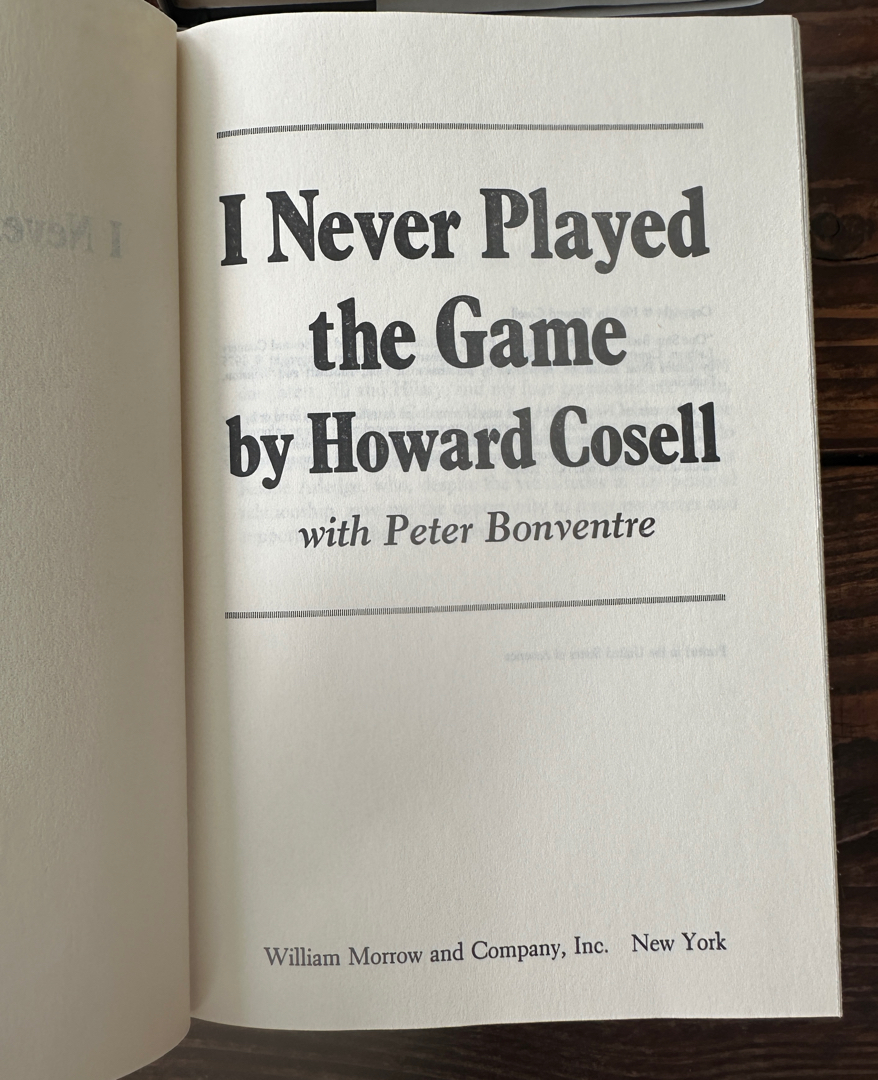 I Never Played
the Game
by Howard Cosell
with Peter Bonventre
William Morrow and Company, Inc. New York